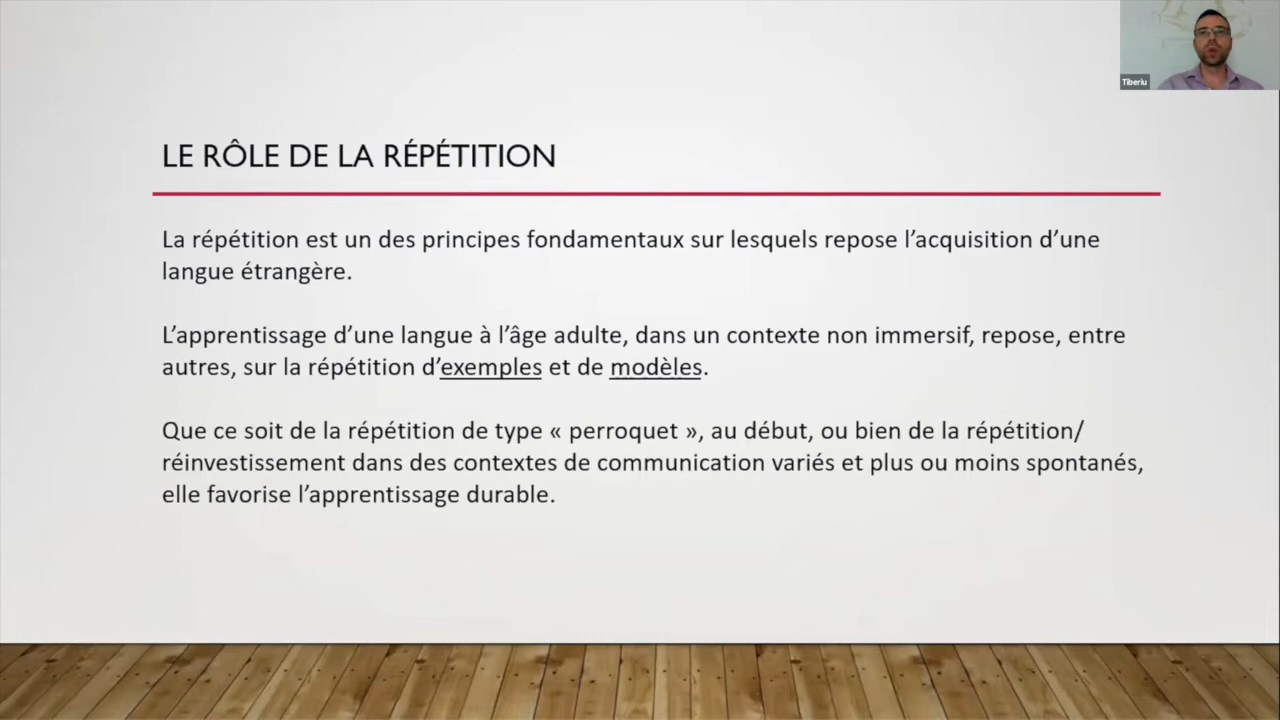 Tiberiu
LE RÔLE DE LA RÉPÉTITION
La répétition est un des principes fondamentaux sur lesquels repose l’acquisition d’une
langue étrangère.
L’apprentissage d’une langue à l’âge adulte, dans un contexte non immersif, repose, entre
autres, sur la répétition d’exemples et de modèles.
Que ce soit de la répétition de type « perroquet », au début, ou bien de la répétition/
réinvestissement dans des contextes de communication variés et plus ou moins spontanés,
elle favorise l’apprentissage durable.